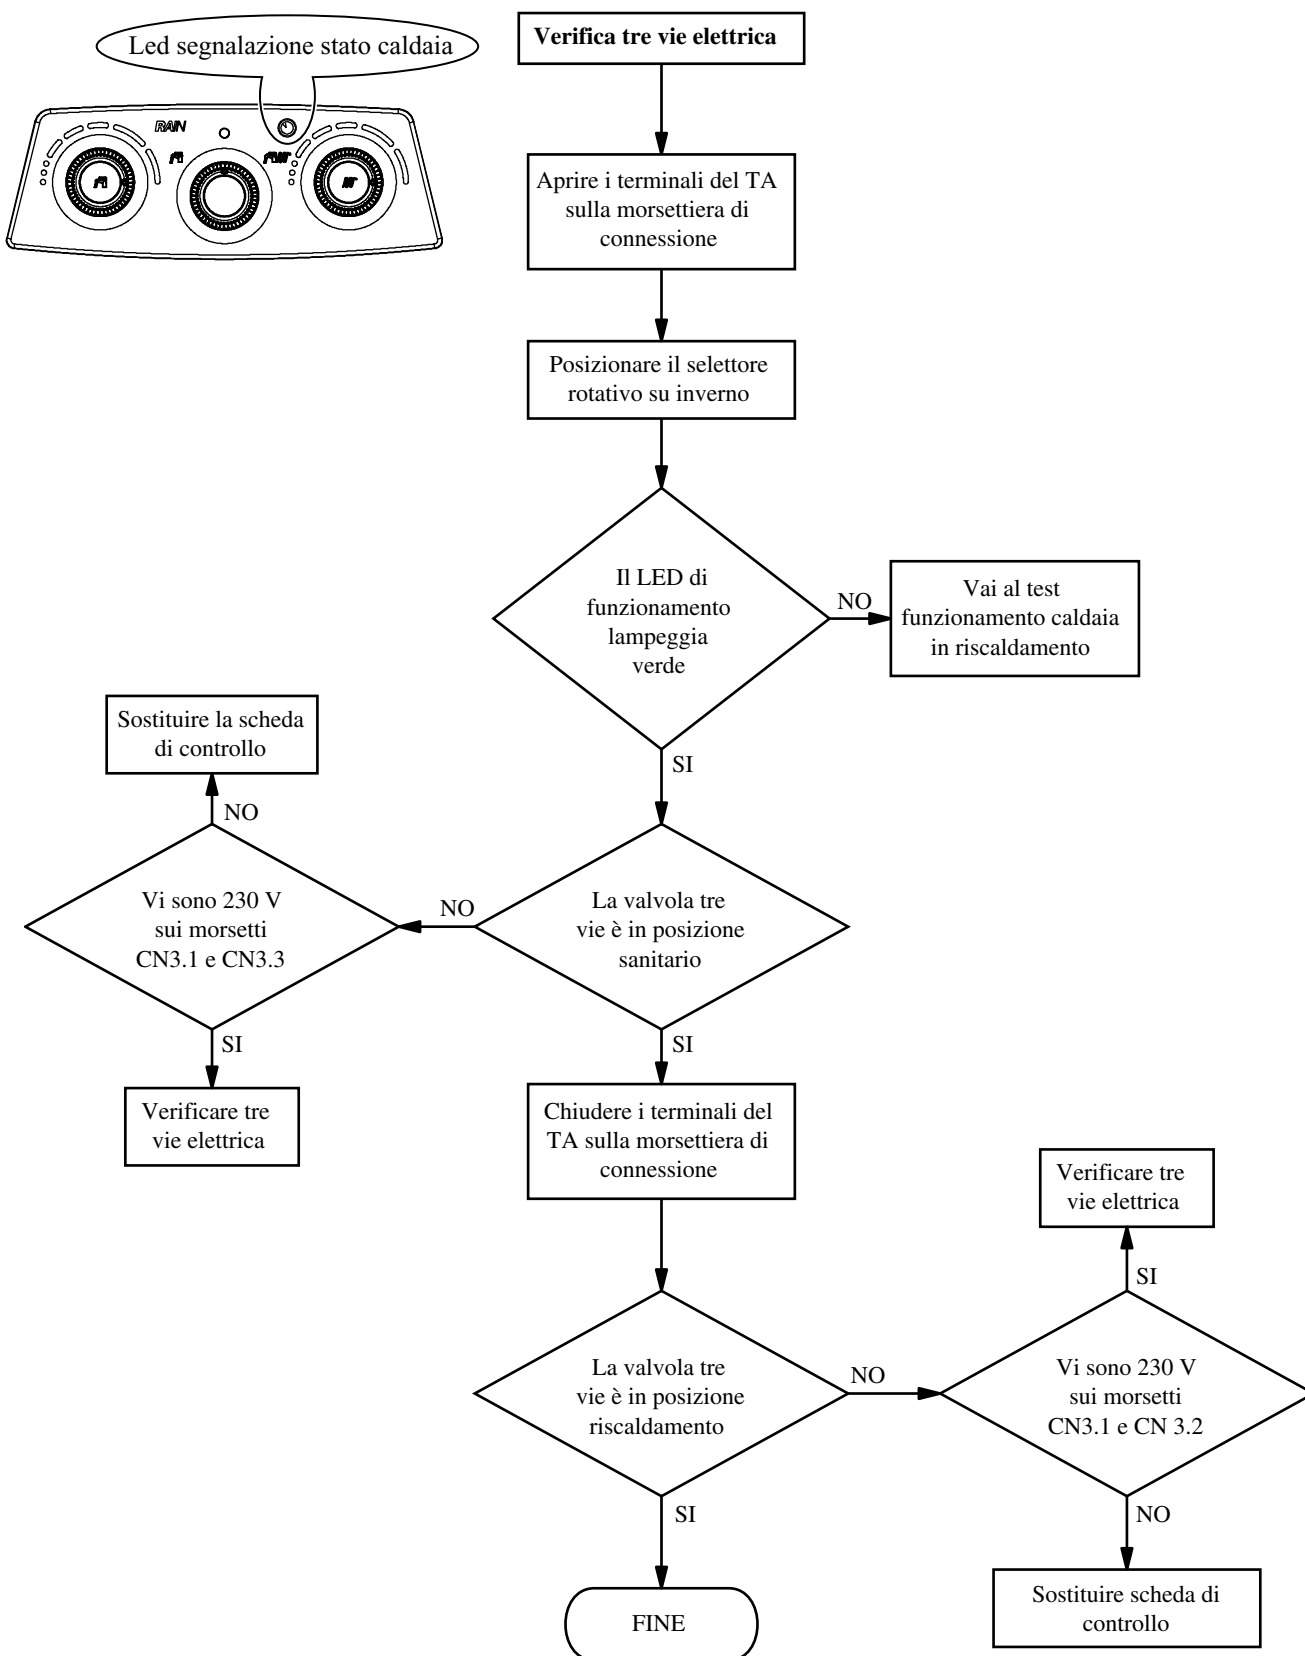 Led segnalazione stato caldaia
RAIN
Verifica tre vie elettrica
Aprire i terminali del TA
sulla morsettiera di
connessione
Posizionare il selettore
rotativo su inverno
Il LED di
funzionamento
lampeggia
verde
NO
Vai al test
funzionamento caldaia
in riscaldamento
SI
Sostituire la scheda
di controllo
NO
Vi sono 230 V
sui morsetti
CN3.1 e CN3.3
NO
La valvola tre
vie è in posizione
sanitario
SI
SI
Verificare tre
vie elettrica
Chiudere i terminali del
TA sulla morsettiera di
connessione
Verificare tre
vie elettrica
SI
La valvola tre
vie è in posizione
riscaldamento
NO
Vi sono 230 V
sui morsetti
CN3.1 e CN 3.2
SI
NO
FINE
Sostituire scheda di
controllo